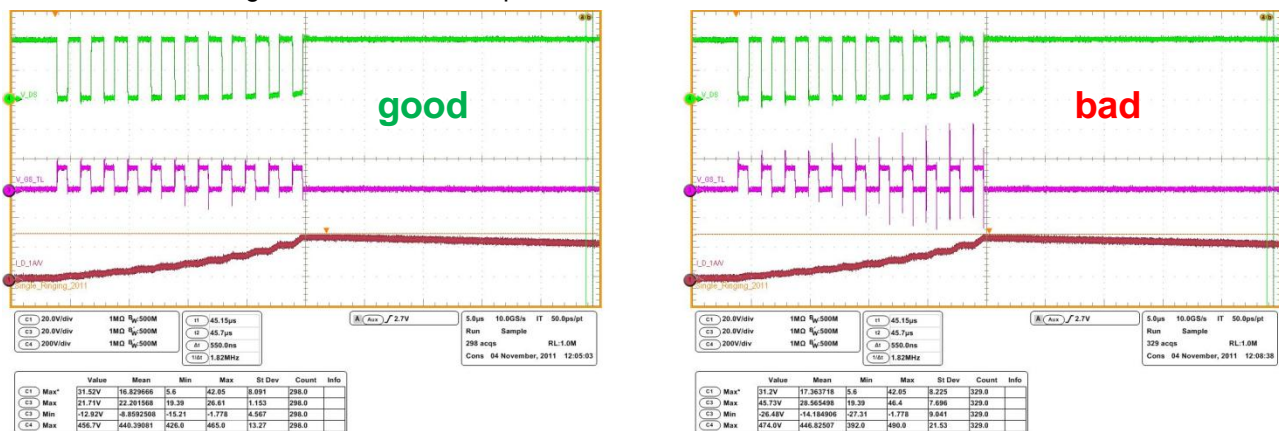 good
V_DS
V_GS_TL
I_D_1A/V
Single_Ringing_2011
C1 20.0V/div 1MΩ BW:500M
C3 20.0V/div 1MΩ BW:500M
C4 200V/div 1MΩ BW:500M
t1 45.15µs
t2 45.7µs
Δt 550.0ns
1/Δt 1.82MHz
A Aux 2.7V
5.0µs 10.0GS/s IT 50.0ps/pt
Run Sample
298 acqs RL:1.0M
Cons 04 November, 2011 12:05:03
Value Mean Min Max St Dev Count Info
C1 Max* 31.52V 16.829666 5.6 42.05 8.091 298.0
C3 Max 21.71V 22.201568 19.39 26.61 1.153 298.0
C3 Min -12.92V -8.8592508 -15.21 -1.778 4.567 298.0
C4 Max 456.7V 440.39081 426.0 465.0 13.27 298.0
bad
V_DS
V_GS_TL
I_D_1A/V
Single_Ringing_2011
C1 20.0V/div 1MΩ BW:500M
C3 20.0V/div 1MΩ BW:500M
C4 200V/div 1MΩ BW:500M
t1 45.15µs
t2 45.7µs
Δt 550.0ns
1/Δt 1.82MHz
A Aux 2.7V
5.0µs 10.0GS/s IT 50.0ps/pt
Run Sample
329 acqs RL:1.0M
Cons 04 November, 2011 12:08:38
Value Mean Min Max St Dev Count Info
C1 Max* 31.2V 17.363718 5.6 42.05 8.225 329.0
C3 Max 45.73V 28.565498 19.39 46.4 7.696 329.0
C3 Min -26.48V -14.184906 -27.31 -1.778 9.041 329.0
C4 Max 474.0V 446.82507 392.0 490.0 21.53 329.0